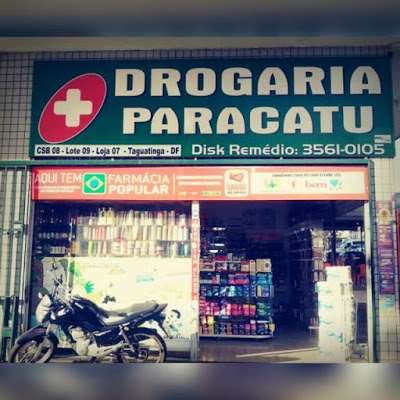 DROGARIA
PARACATU
CSB 08 - Lote 09 - Loja 07 - Taguatinga - DF
Disk Remédio: 3561-0105
AQUI TEM
FARMÁCIA
POPULAR